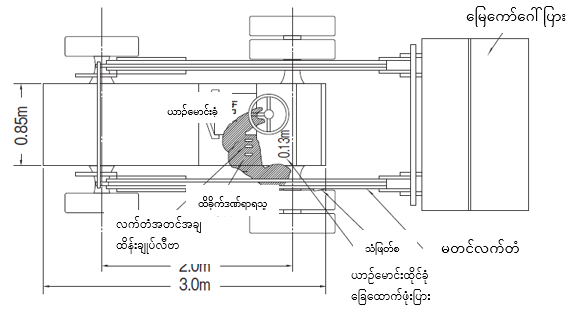 မြေကော်ဂေါ်ပြား
ယာဉ်မောင်းခုံ
0.85m
0.13m
ထိခိုက်ဒဏ်ရာရသူ
လက်တံအတင်အချ
ထိန်းချုပ်လီဗာ
သံဖြတ်စ
မတင်လက်တံ
ယာဉ်မောင်းထိုင်ခုံ
ခြေထောက်ဖုံးပြား
2.0m
3.0m